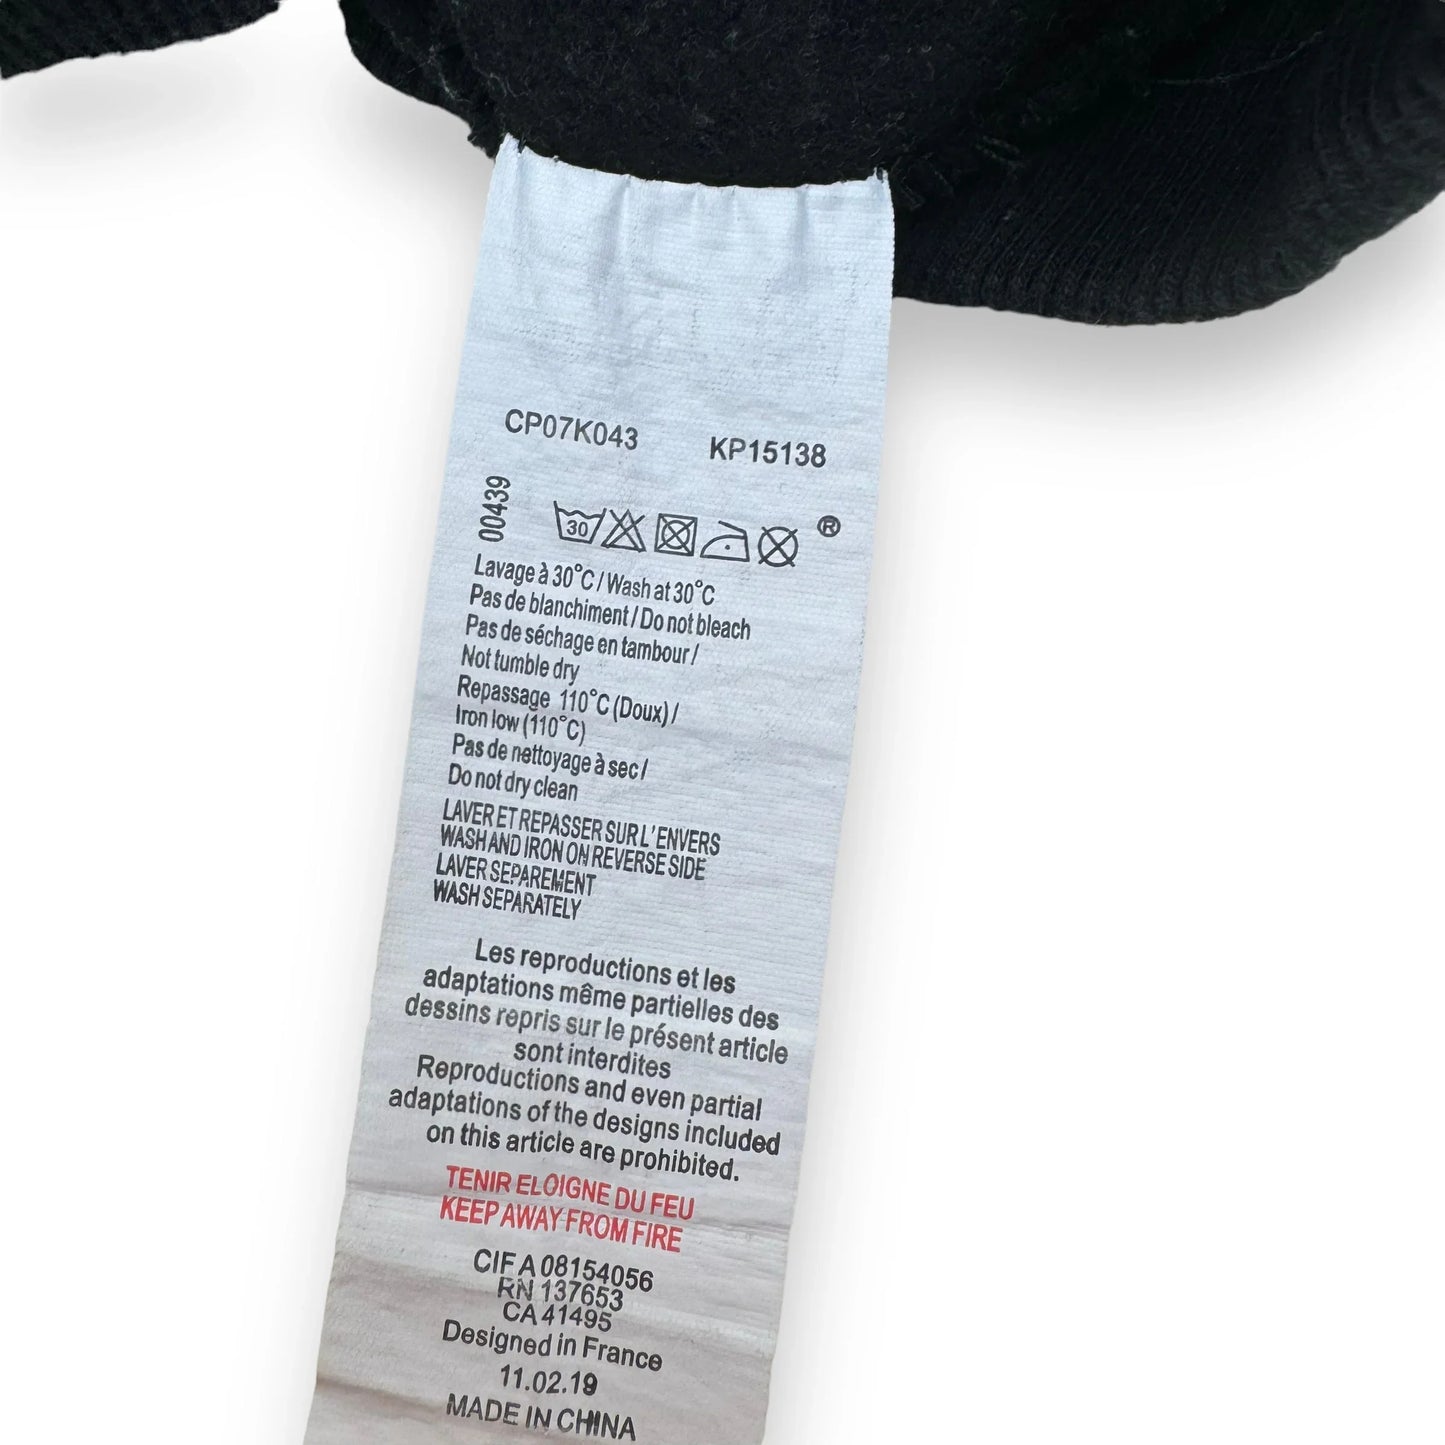 CP07K043 KP15138
00439
30 ®
Lavage à 30°C / Wash at 30°C
Pas de blanchiment / Do not bleach
Pas de séchage en tambour /
Not tumble dry
Repassage 110°C (Doux) /
Iron low (110°C)
Pas de nettoyage à sec /
Do not dry clean
LAVER ET REPASSER SUR L'ENVERS
WASH AND IRON ON REVERSE SIDE
LAVER SEPAREMENT
WASH SEPARATELY
Les reproductions et les
adaptations même partielles des
dessins repris sur le présent article
sont interdites
Reproductions and even partial
adaptations of the designs included
on this article are prohibited.
TENIR ELOIGNE DU FEU
KEEP AWAY FROM FIRE
CIF A 08154056
RN 137653
CA 41495
Designed in France
11.02.19
MADE IN CHINA